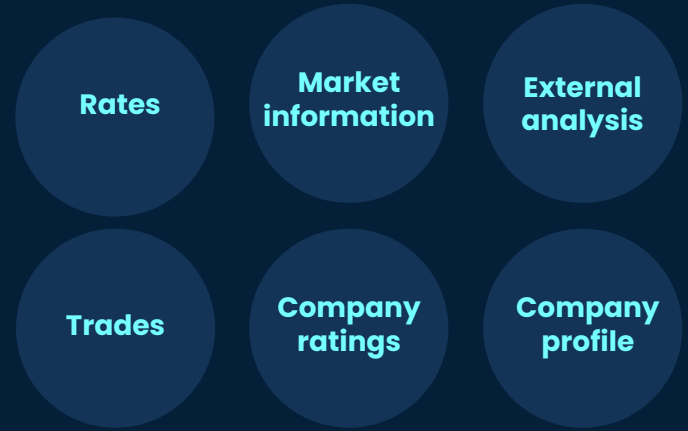 Rates
Market
information
External
analysis
Trades
Company
ratings
Company
profile